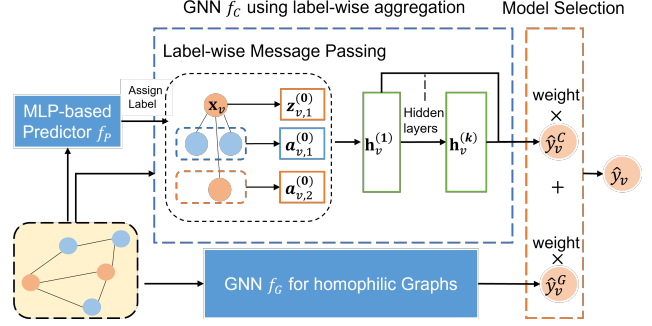 GNN f_C using label-wise aggregation
Model Selection
Label-wise Message Passing
Assign
Label
MLP-based
Predictor f_P
x_v
z_{v,1}^{(0)}
a_{v,1}^{(0)}
a_{v,2}^{(0)}
h_v^{(1)}
Hidden
layers
h_v^{(k)}
weight
×
ŷ_v^C
+
ŷ_v
weight
×
ŷ_v^G
GNN f_G for homophilic Graphs